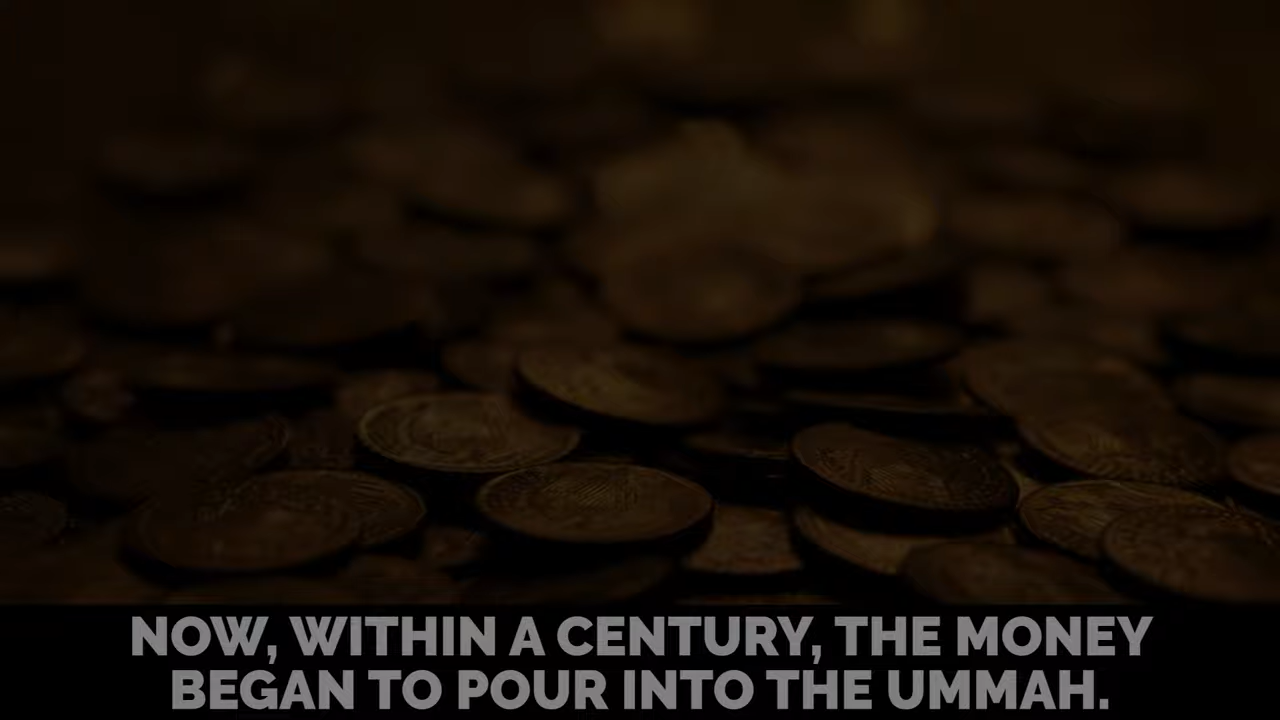 NOW, WITHIN A CENTURY, THE MONEY
BEGAN TO POUR INTO THE UMMAH.